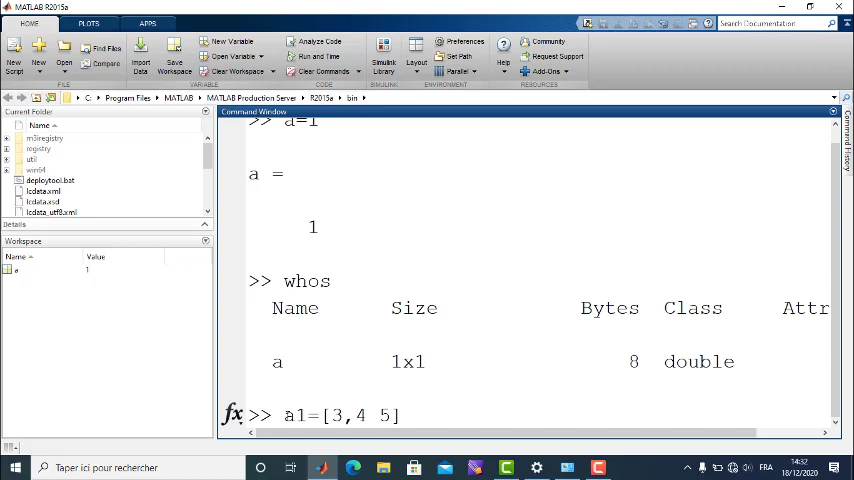 MATLAB R2015a
HOME PLOTS APPS
Search Documentation
New Script
New
Open
Find Files
Compare
Import Data
Save Workspace
New Variable
Open Variable
Clear Workspace
Analyze Code
Run and Time
Clear Commands
Simulink Library
Layout
Preferences
Set Path
Parallel
Help
Community
Request Support
Add-Ons
FILE VARIABLE CODE SIMULINK ENVIRONMENT RESOURCES
C: Program Files MATLAB MATLAB Production Server R2015a bin
Current Folder
Name
m3iregistry
registry
util
win64
deploytool.bat
lcdata.xml
lcdata.xsd
lcdata_utf8.xml
Details
Workspace
Name Value
a 1
Command Window
>> a=1
a =
1
>> whos
Name Size Bytes Class Attr
a 1x1 8 double
fx >> a1=[3,4 5]
Command History
Taper ici pour rechercher
FRA
14:32
18/12/2020